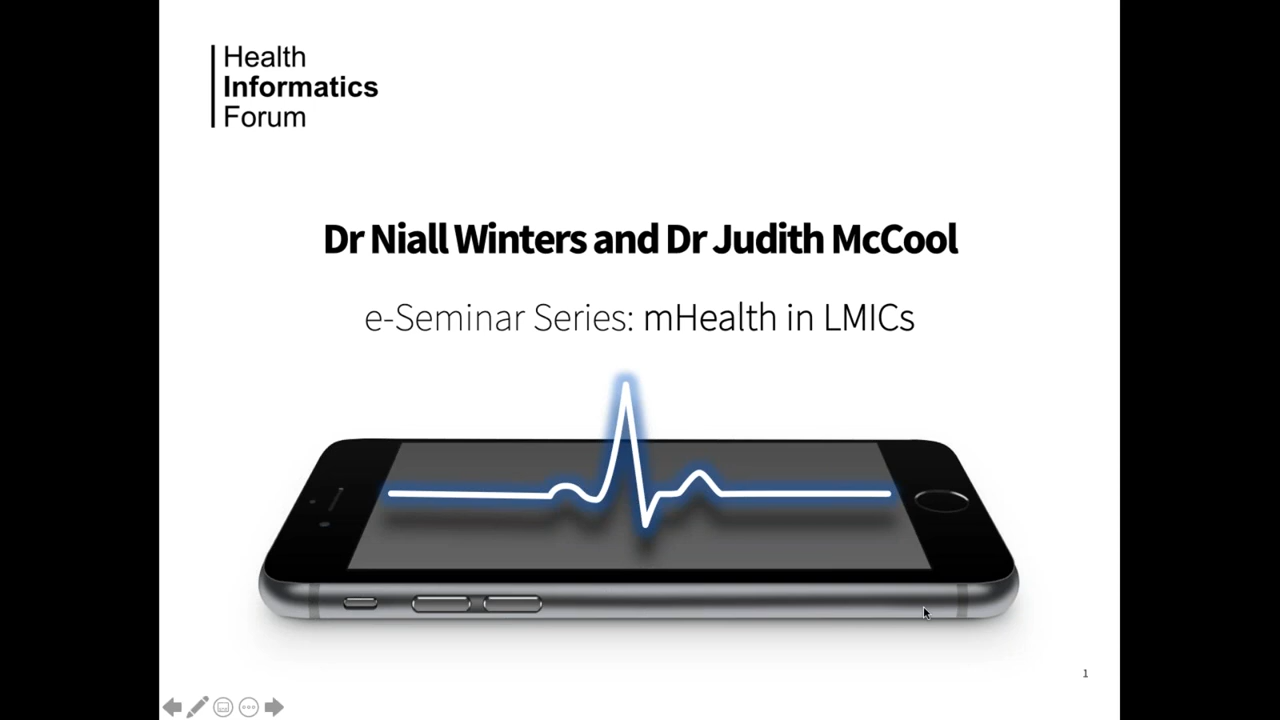 Health
Informatics
Forum
Dr Niall Winters and Dr Judith McCool
e-Seminar Series: mHealth in LMICs
1